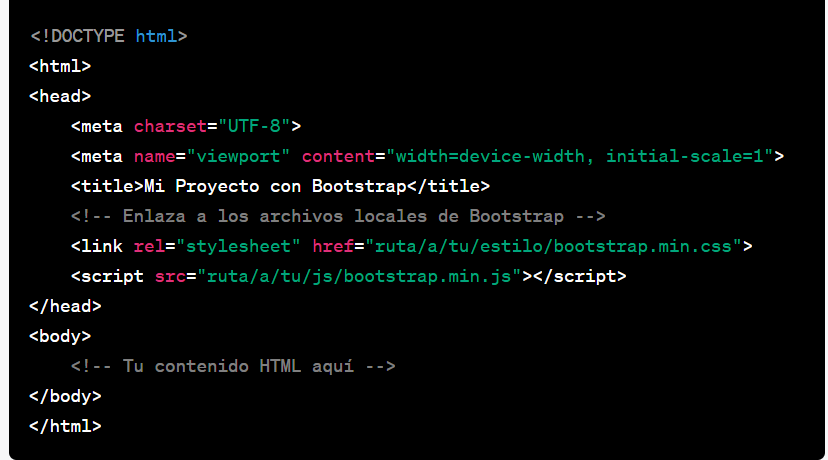 <!DOCTYPE html>
<html>
<head>
    <meta charset="UTF-8">
    <meta name="viewport" content="width=device-width, initial-scale=1">
    <title>Mi Proyecto con Bootstrap</title>
    <!-- Enlaza a los archivos locales de Bootstrap -->
    <link rel="stylesheet" href="ruta/a/tu/estilo/bootstrap.min.css">
    <script src="ruta/a/tu/js/bootstrap.min.js"></script>
</head>
<body>
    <!-- Tu contenido HTML aquí -->
</body>
</html>